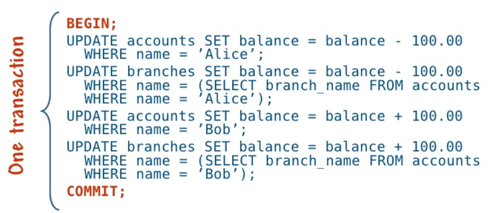 One transaction
BEGIN;
UPDATE accounts SET balance = balance - 100.00
WHERE name = ’Alice’;
UPDATE branches SET balance = balance - 100.00
WHERE name = (SELECT branch_name FROM accounts
WHERE name = ’Alice’);
UPDATE accounts SET balance = balance + 100.00
WHERE name = ’Bob’;
UPDATE branches SET balance = balance + 100.00
WHERE name = (SELECT branch_name FROM accounts
WHERE name = ’Bob’);
COMMIT;